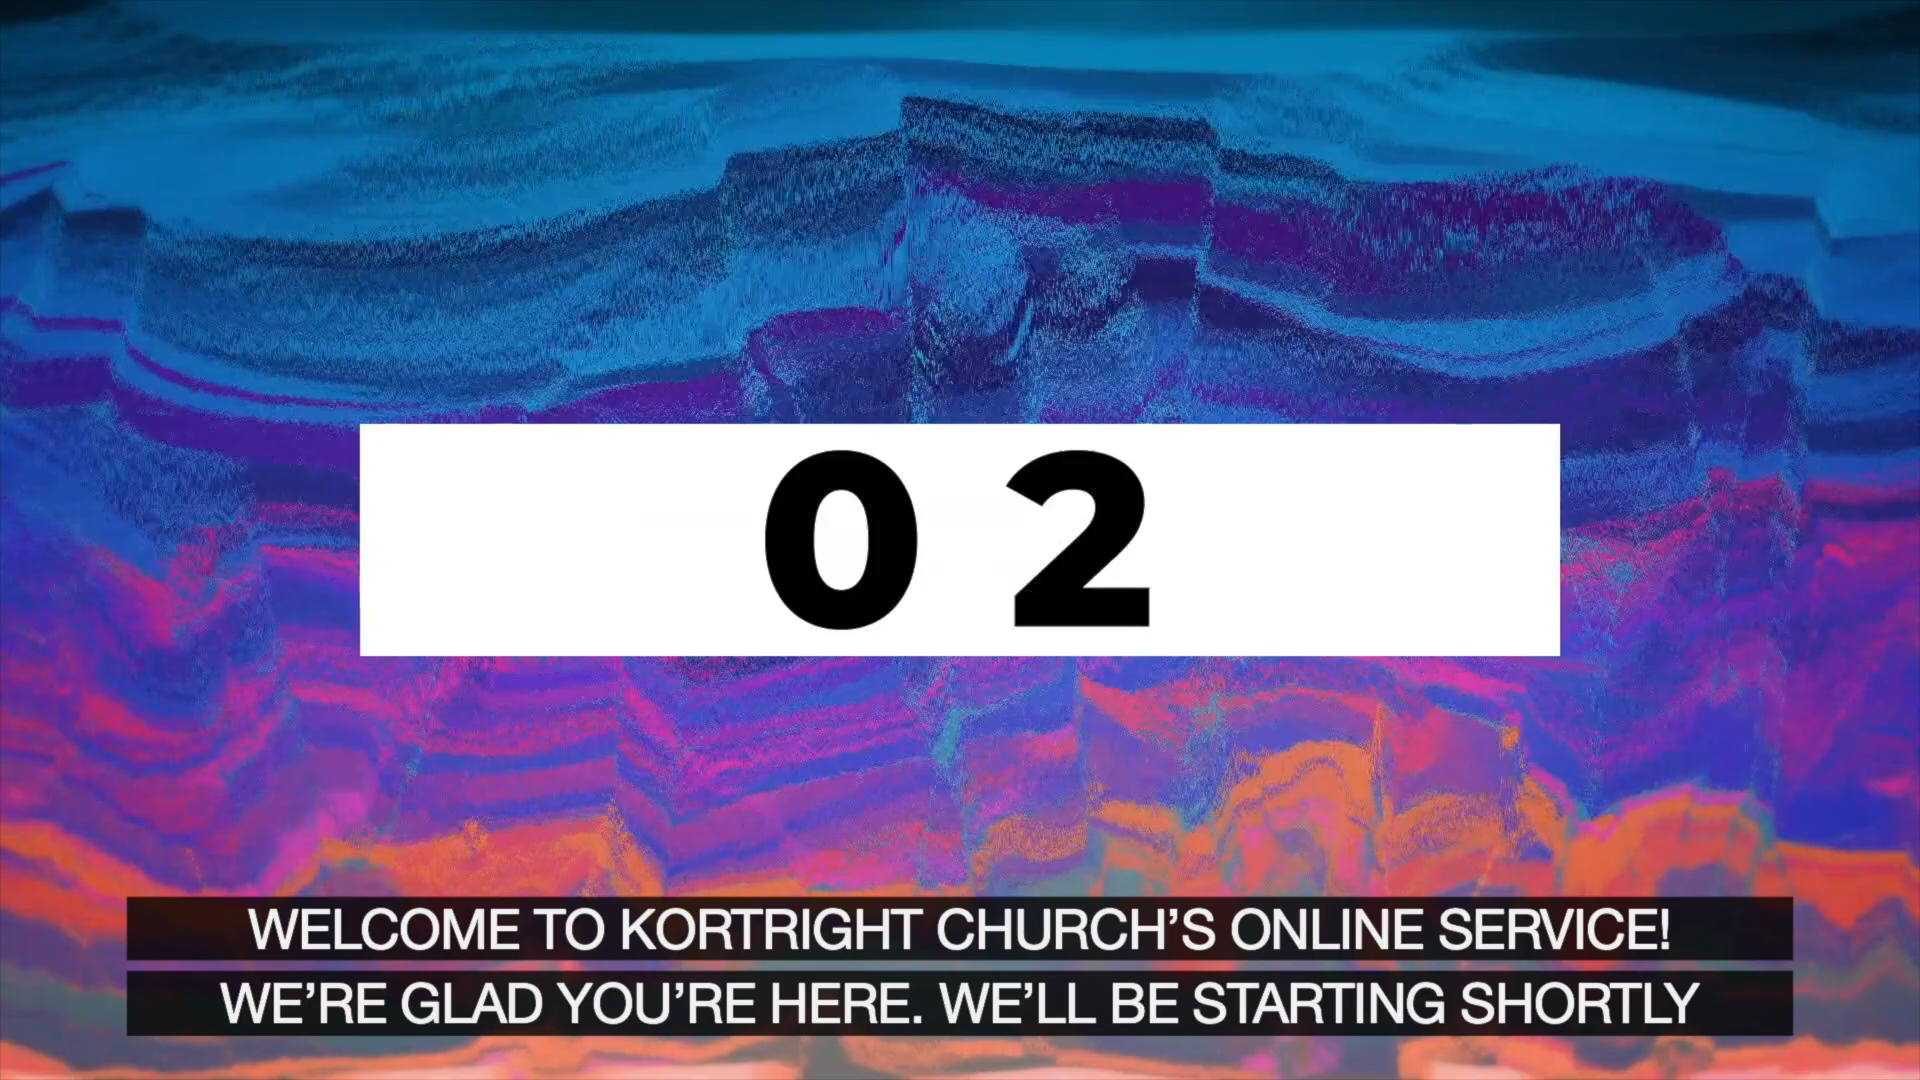 02
WELCOME TO KORTRIGHT CHURCH’S ONLINE SERVICE!
WE’RE GLAD YOU’RE HERE. WE’LL BE STARTING SHORTLY